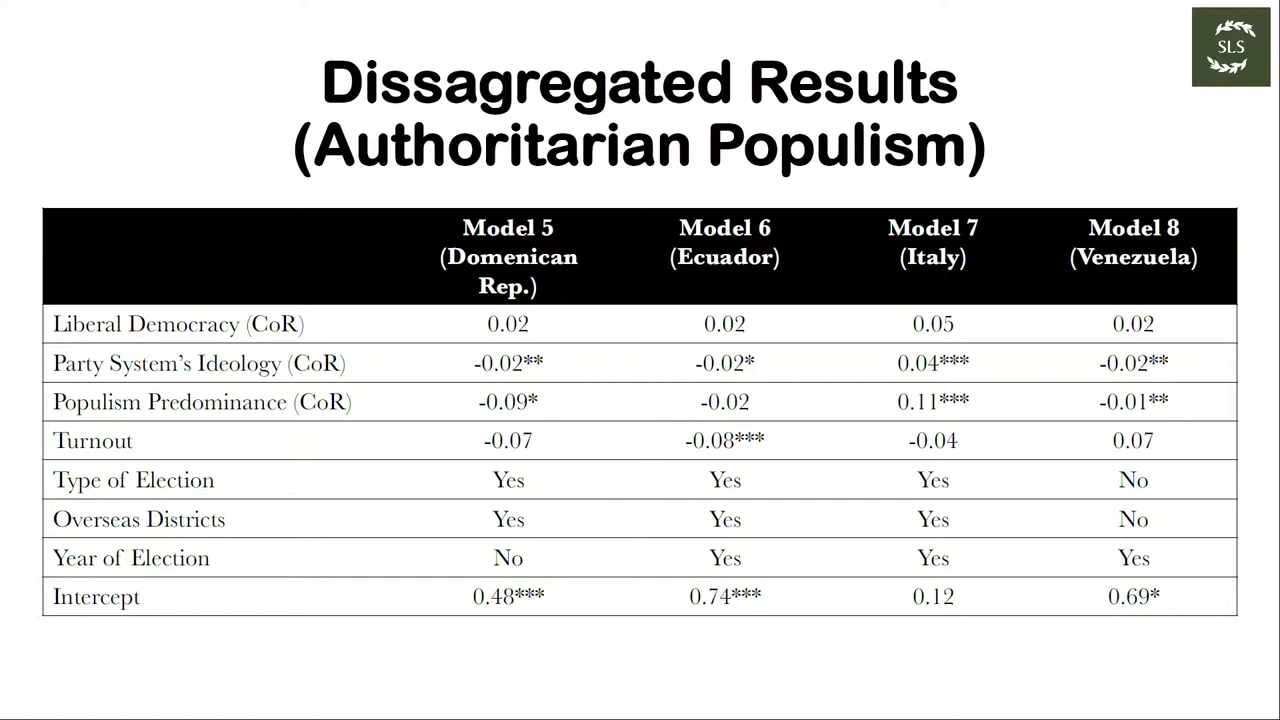 SLS
Dissagregated Results
(Authoritarian Populism)
Model 5 Model 6 Model 7 Model 8
(Domenican (Ecuador) (Italy) (Venezuela)
Rep.)
Liberal Democracy (CoR) 0.02 0.02 0.05 0.02
Party System's Ideology (CoR) -0.02** -0.02* 0.04*** -0.02**
Populism Predominance (CoR) -0.09* -0.02 0.11*** -0.01**
Turnout -0.07 -0.08*** -0.04 0.07
Type of Election Yes Yes Yes No
Overseas Districts Yes Yes Yes No
Year of Election No Yes Yes Yes
Intercept 0.48*** 0.74*** 0.12 0.69*